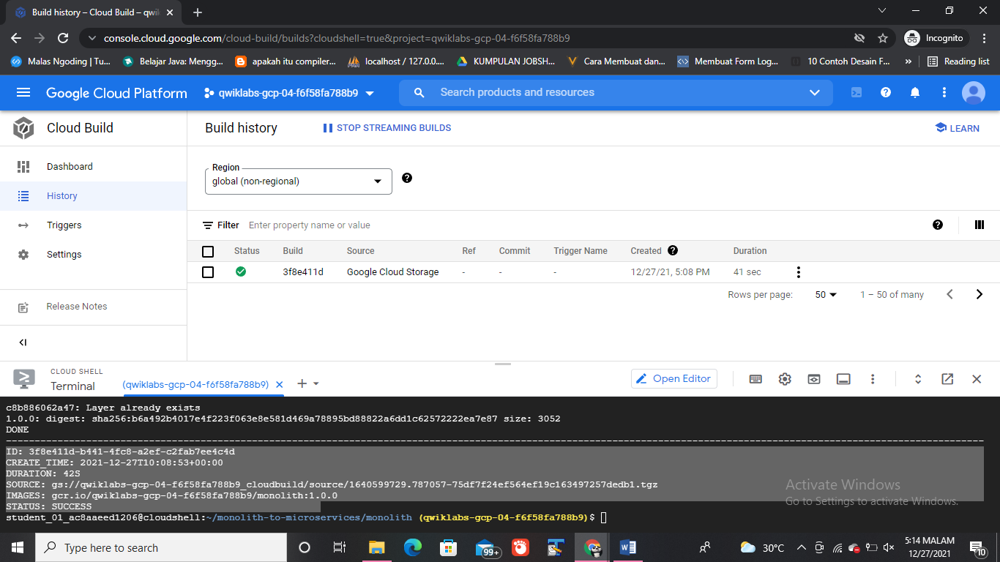 Build history – Cloud Build – qwi
console.cloud.google.com/cloud-build/builds?cloudshell=true&project=qwiklabs-gcp-04-f6f58fa788b9
Incognito
Malas Ngoding | Tu...
Belajar Java: Mengg...
apakah itu compiler...
localhost / 127.0.0....
KUMPULAN JOBSH...
Cara Membuat dan...
Membuat Form Log...
10 Contoh Desain F...
»
Reading list
Google Cloud Platform
qwiklabs-gcp-04-f6f58fa788b9
Search products and resources
Cloud Build
Build history
STOP STREAMING BUILDS
LEARN
Dashboard
History
Triggers
Settings
Release Notes
Region
global (non-regional)
Filter
Enter property name or value
Status Build Source Ref Commit Trigger Name Created Duration
3f8e411d Google Cloud Storage - - - 12/27/21, 5:08 PM 41 sec
Rows per page: 50 1 – 50 of many
CLOUD SHELL
Terminal
(qwiklabs-gcp-04-f6f58fa788b9)
Open Editor
c8b886062a47: Layer already exists
1.0.0: digest: sha256:b6a492b4017e4f223f063e8e581d469a78895bd88822a6dd1c62572222ea7e87 size: 3052
DONE
ID: 3f8e411d-b441-4fc8-a2ef-c2fab7ee4c4d
CREATE_TIME: 2021-12-27T10:08:53+00:00
DURATION: 42S
SOURCE: gs://qwiklabs-gcp-04-f6f58fa788b9_cloudbuild/source/1640599729.787057-75df7f24ef564ef19c163497257dedb1.tgz
IMAGES: gcr.io/qwiklabs-gcp-04-f6f58fa788b9/monolith:1.0.0
STATUS: SUCCESS
student_01_ac8aaeed1206@cloudshell:~/monolith-to-microservices/monolith (qwiklabs-gcp-04-f6f58fa788b9)$
Activate Windows
Go to Settings to activate Windows.
Type here to search
99+
30°C
5:14 MALAM
12/27/2021
10